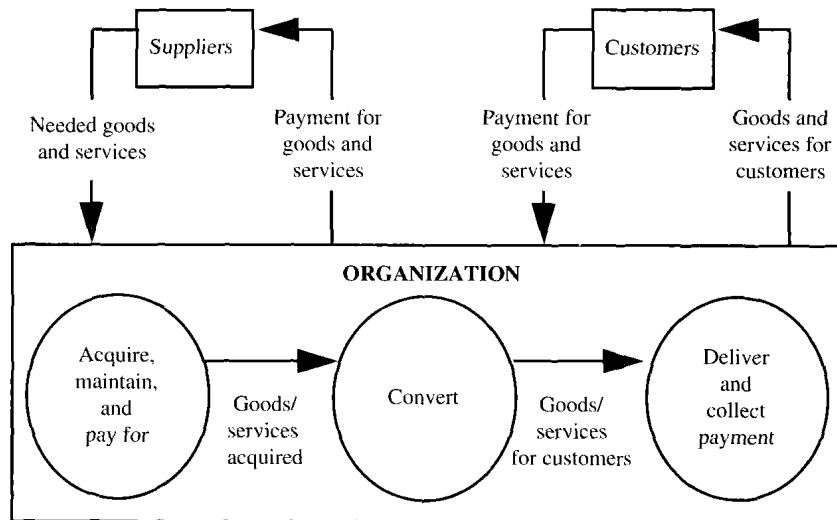 Suppliers
Customers
Needed goods
and services
Payment for
goods and
services
Payment for
goods and
services
Goods and
services for
customers
ORGANIZATION
Acquire,
maintain,
and
pay for
Goods/
services
acquired
Convert
Goods/
services
for customers
Deliver
and
collect
payment